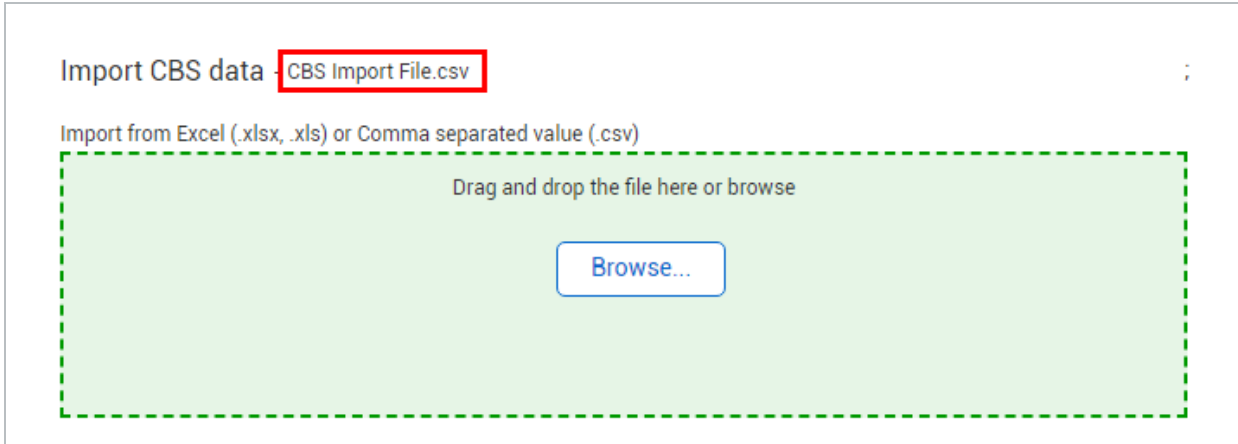 Import CBS data - CBS Import File.csv ;
Import from Excel (.xlsx, .xls) or Comma separated value (.csv)
Drag and drop the file here or browse
Browse...